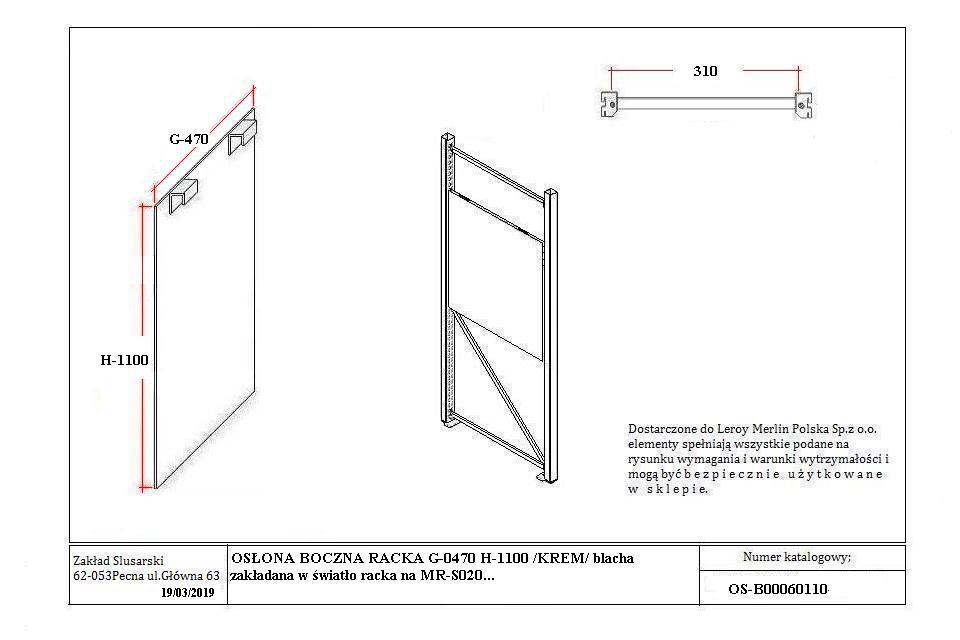 310
G-470
H-1100
Dostarczone do Leroy Merlin Polska Sp.z o.o.
elementy spełniają wszystkie podane na
rysunku wymagania i warunki wytrzymałości i
mogą być b e z p i e c z n i e u ż y t k o w a n e
w s k l e p i e.
Zakład Slusarski
62-053Pecna ul.Główna 63
19/03/2019
OSŁONA BOCZNA RACKA G-0470 H-1100 /KREM/ blacha
zakładana w światło racka na MR-S020...
Numer katalogowy;
OS-B00060110